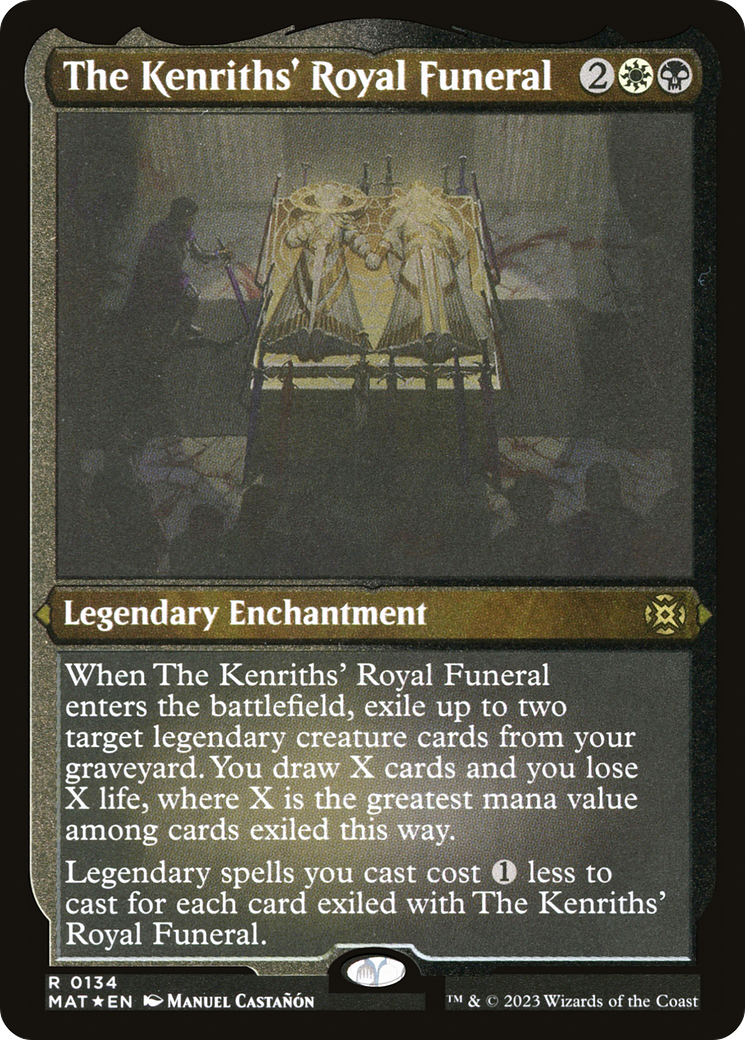 The Kenriths' Royal Funeral 2
Legendary Enchantment
When The Kenriths' Royal Funeral
enters the battlefield, exile up to two
target legendary creature cards from your
graveyard. You draw X cards and you lose
X life, where X is the greatest mana value
among cards exiled this way.
Legendary spells you cast cost 1 less to
cast for each card exiled with The Kenriths'
Royal Funeral.
R 0134
MAT★EN Manuel Castañón
™ & © 2023 Wizards of the Coast